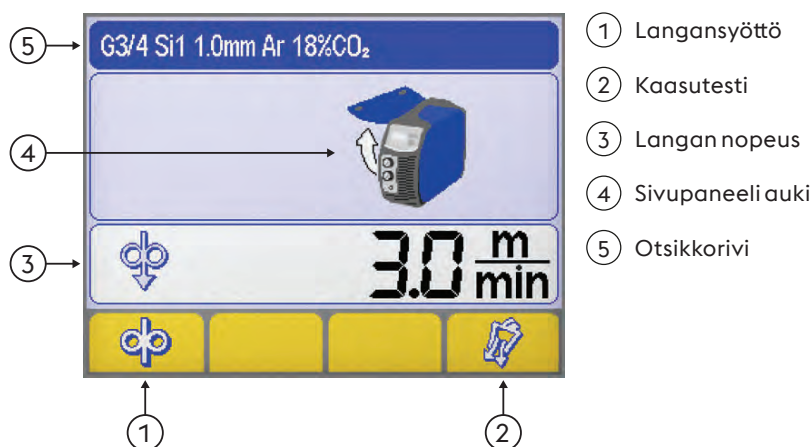 5 G3/4 Si1 1.0mm Ar 18%CO₂
4
3 3.0 m/min
1 2
1 Langansyöttö
2 Kaasutesti
3 Langan nopeus
4 Sivupaneeli auki
5 Otsikkorivi